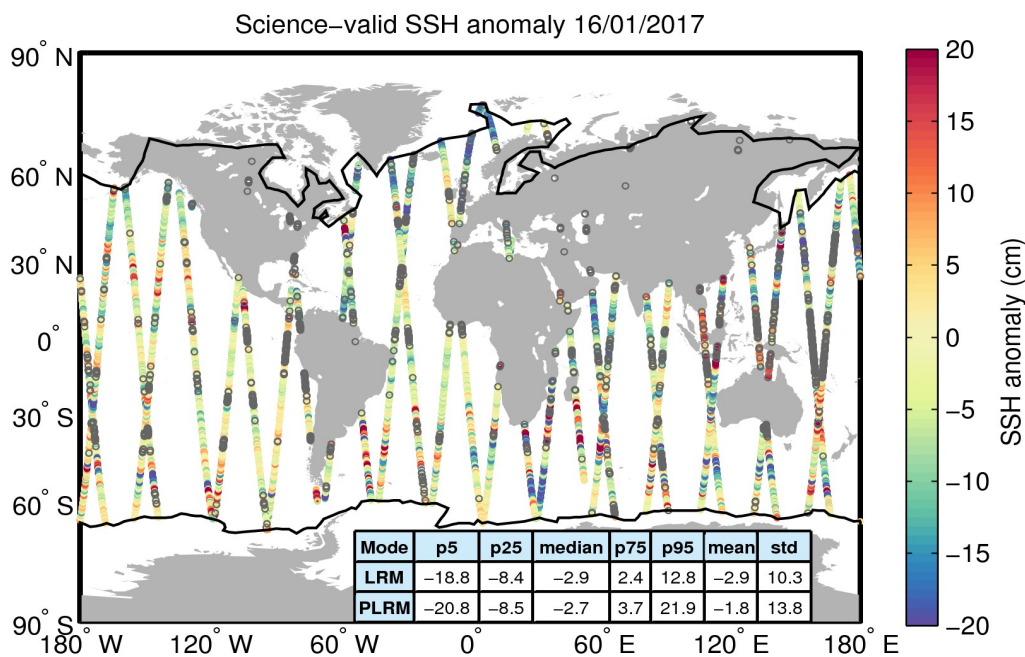 Science−valid SSH anomaly 16/01/2017
90° N
60° N
30° N
0°
30° S
60° S
90° S
180° W
120° W
60° W
0°
60° E
120° E
180° E
20
15
10
5
0
−5
−10
−15
−20
SSH anomaly (cm)
Mode p5 p25 median p75 p95 mean std
LRM −18.8 −8.4 −2.9 2.4 12.8 −2.9 10.3
PLRM −20.8 −8.5 −2.7 3.7 21.9 −1.8 13.8